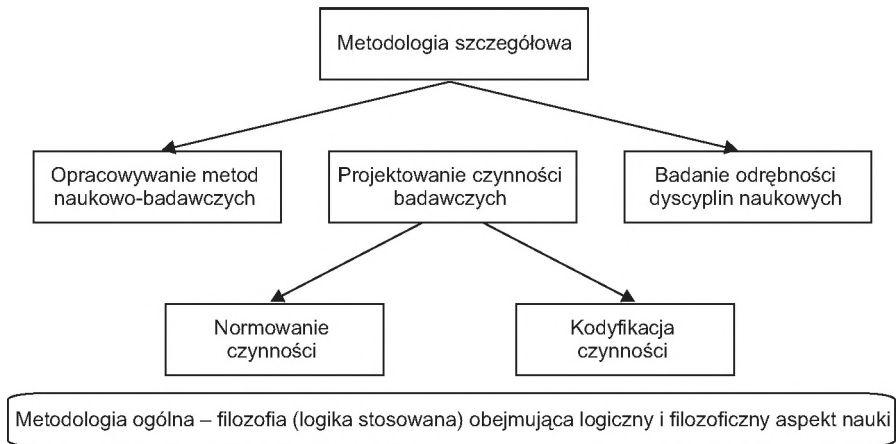 Metodologia szczegółowa
Opracowywanie metod
naukowo-badawczych
Projektowanie czynności
badawczych
Badanie odrębności
dyscyplin naukowych
Normowanie
czynności
Kodyfikacja
czynności
Metodologia ogólna – filozofia (logika stosowana) obejmująca logiczny i filozoficzny aspekt nauki